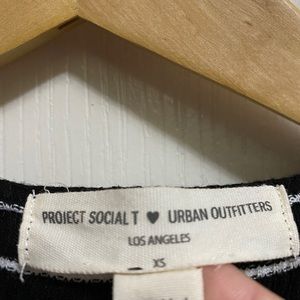 PROJECT SOCIAL T ♥ URBAN OUTFITTERS
LOS ANGELES
XS